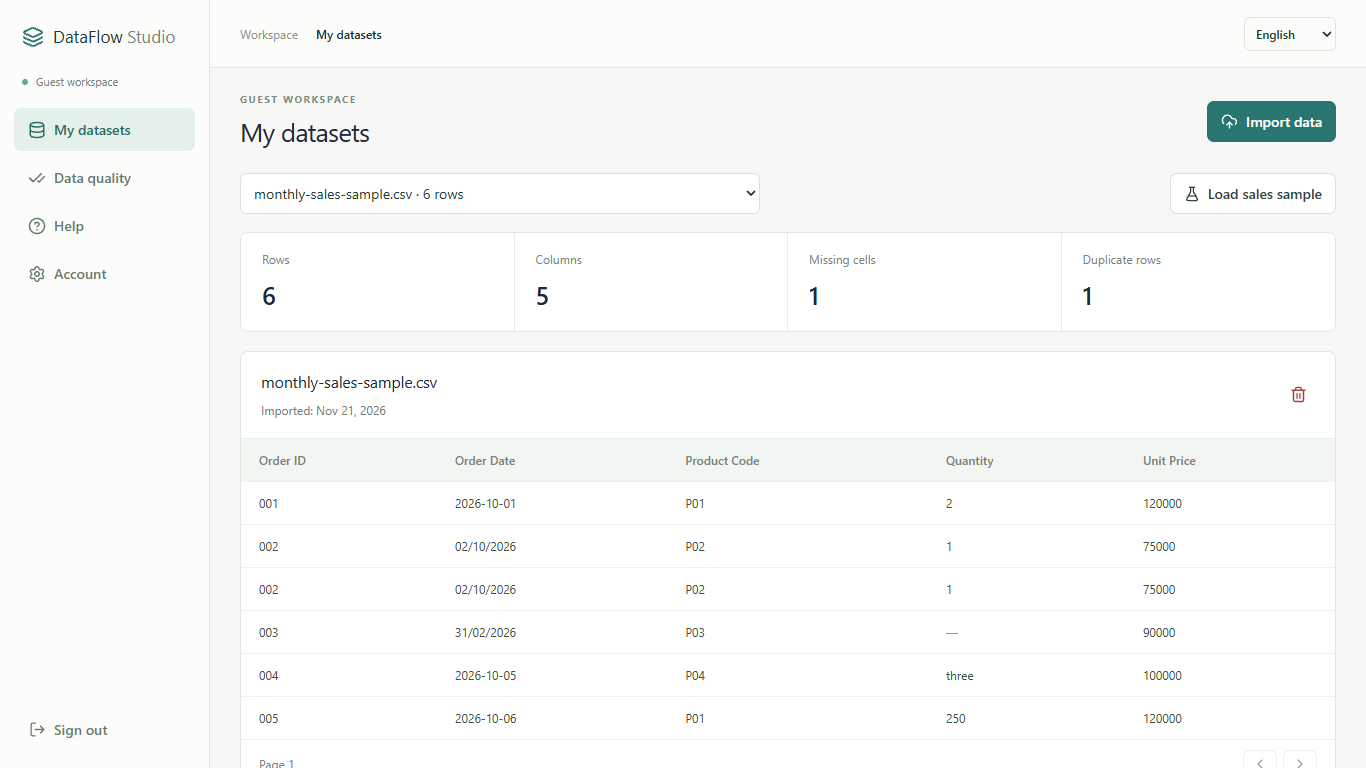 DataFlow Studio
Guest workspace
My datasets
Data quality
Help
Account
Sign out
Workspace My datasets
English
GUEST WORKSPACE
My datasets
Import data
monthly-sales-sample.csv · 6 rows
Load sales sample
Rows Columns Missing cells Duplicate rows
6 5 1 1
monthly-sales-sample.csv
Imported: Nov 21, 2026
Order ID Order Date Product Code Quantity Unit Price
001 2026-10-01 P01 2 120000
002 02/10/2026 P02 1 75000
002 02/10/2026 P02 1 75000
003 31/02/2026 P03 — 90000
004 2026-10-05 P04 three 100000
005 2026-10-06 P01 250 120000
Page 1